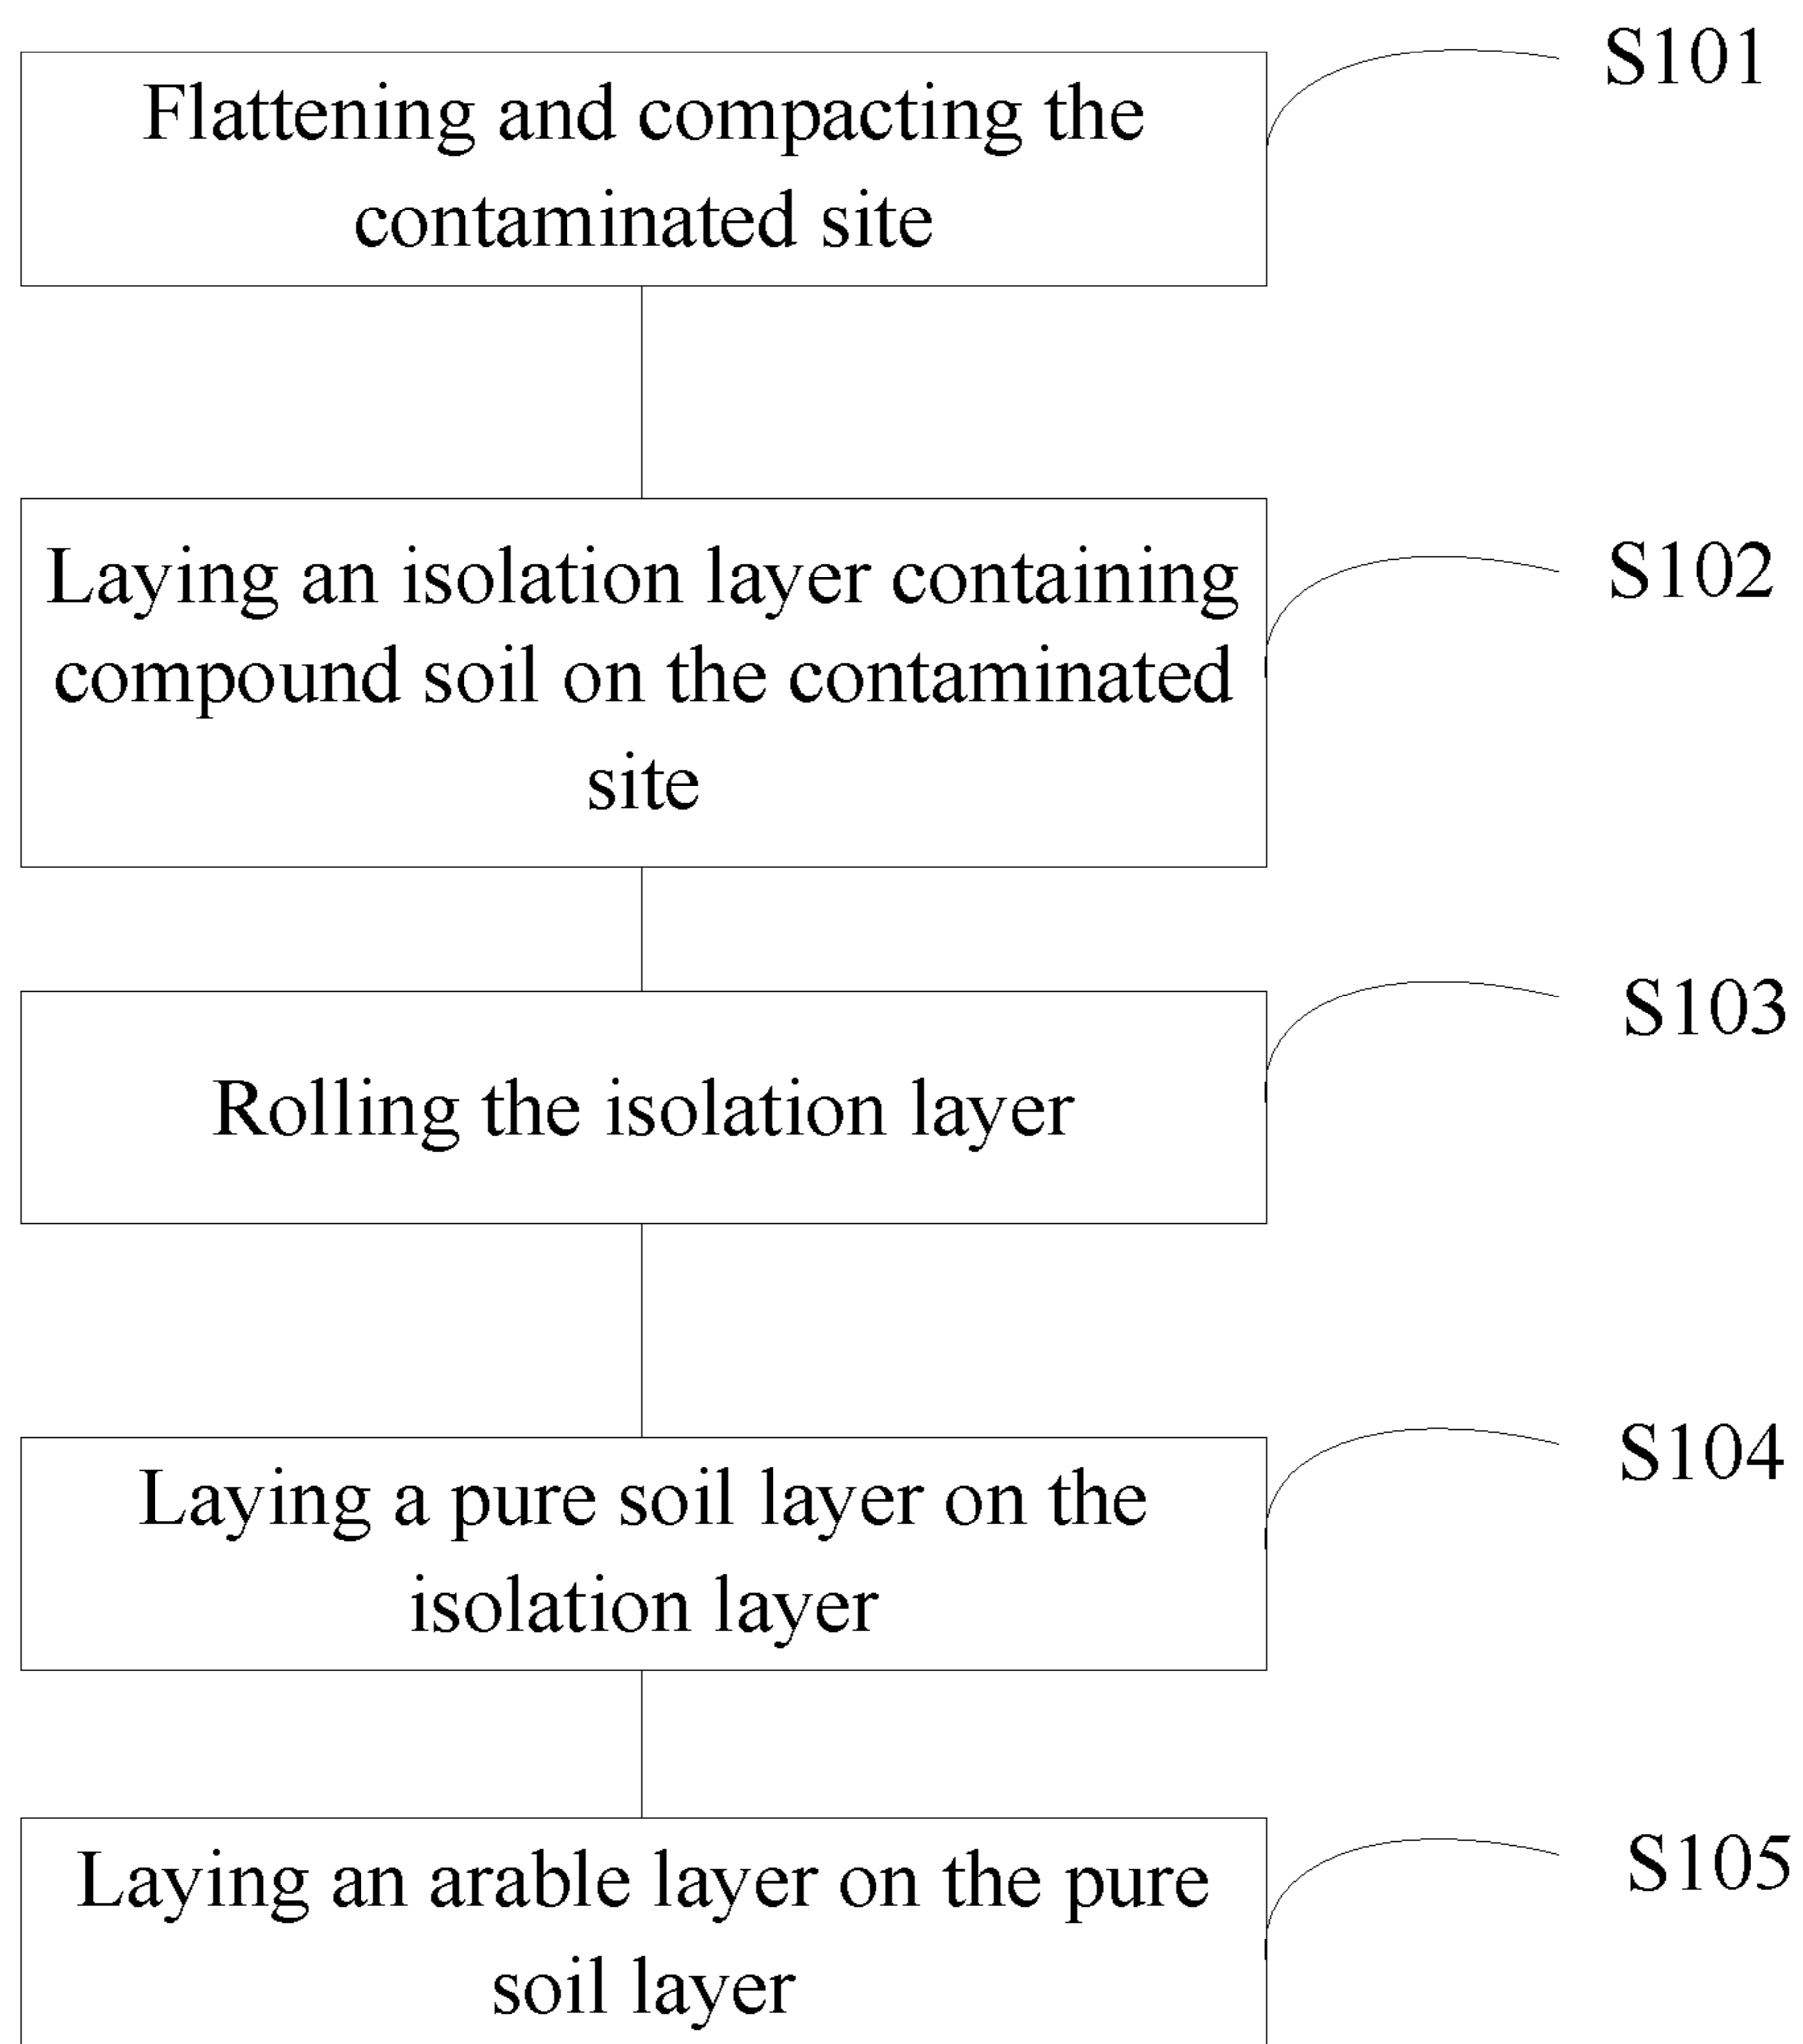 S101
Flattening and compacting the
contaminated site
S102
Laying an isolation layer containing
compound soil on the contaminated
site
S103
Rolling the isolation layer
S104
Laying a pure soil layer on the
isolation layer
S105
Laying an arable layer on the pure
soil layer